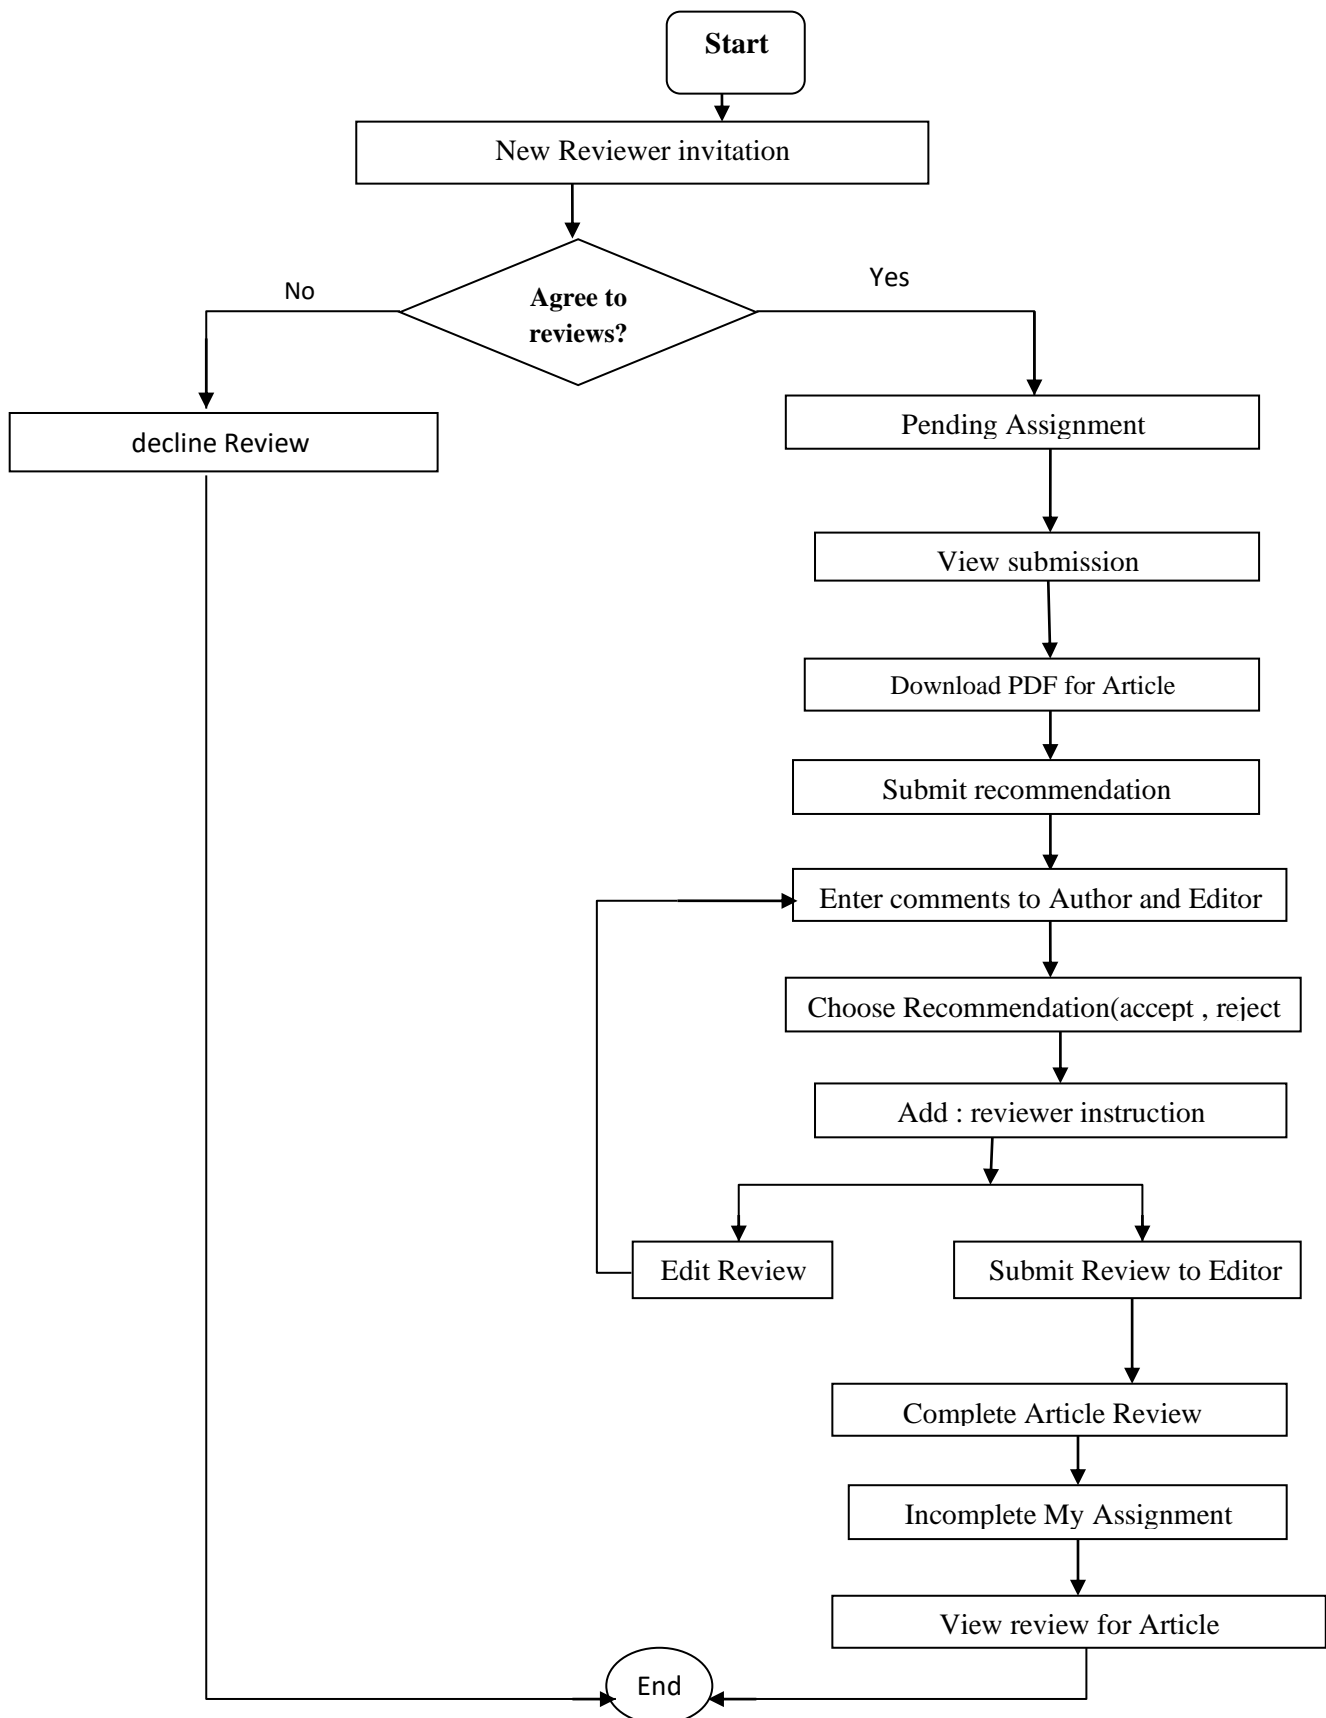 Start
New Reviewer invitation
No
Yes
Agree to
reviews?
decline Review
Pending Assignment
View submission
Download PDF for Article
Submit recommendation
Enter comments to Author and Editor
Choose Recommendation(accept , reject
Add : reviewer instruction
Edit Review
Submit Review to Editor
Complete Article Review
Incomplete My Assignment
View review for Article
End